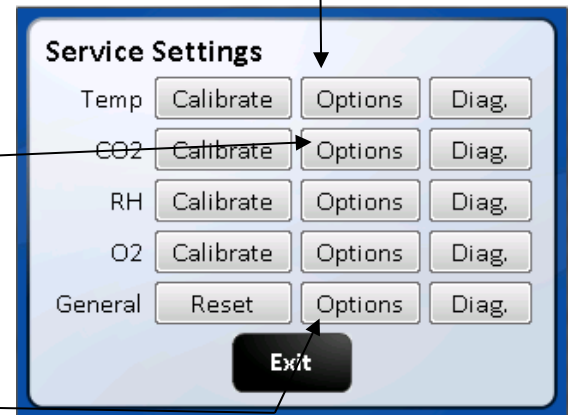 Service Settings
Temp Calibrate Options Diag.
CO2 Calibrate Options Diag.
RH Calibrate Options Diag.
O2 Calibrate Options Diag.
General Reset Options Diag.
Exit